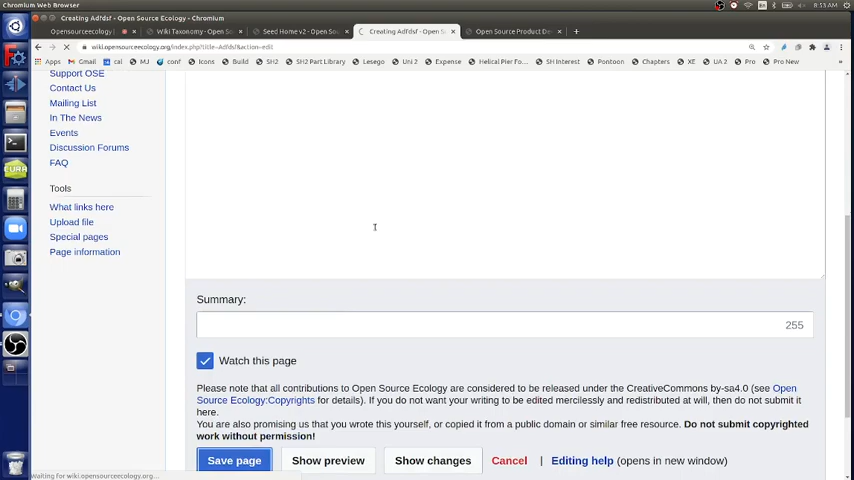 Chromium Web Browser
8:53 AM
Creating Adfdsf - Open Source Ecology - Chromium
Opensourceecology |
Wiki Taxonomy - Open So
Seed Home v2 - Open Sou
Creating Adfdsf - Open S
Open Source Product De
wiki.opensourceecology.org/index.php?title=Adfdsf&action=edit
Apps Gmail cal MJ conf Icons Build SH2 SH2 Part Library Lesego Uni 2 Expense Helical Pier Fo... SH Interest Pontoon Chapters XE UA 2 Pro Pro New »
Support OSE
Contact Us
Mailing List
In The News
Events
Discussion Forums
FAQ
Tools
What links here
Upload file
Special pages
Page information
Summary:
255
Watch this page
Please note that all contributions to Open Source Ecology are considered to be released under the CreativeCommons by-sa4.0 (see Open
Source Ecology:Copyrights for details). If you do not want your writing to be edited mercilessly and redistributed at will, then do not submit it
here.
You are also promising us that you wrote this yourself, or copied it from a public domain or similar free resource. Do not submit copyrighted
work without permission!
Save page Show preview Show changes Cancel | Editing help (opens in new window)
Waiting for wiki.opensourceecology.org...